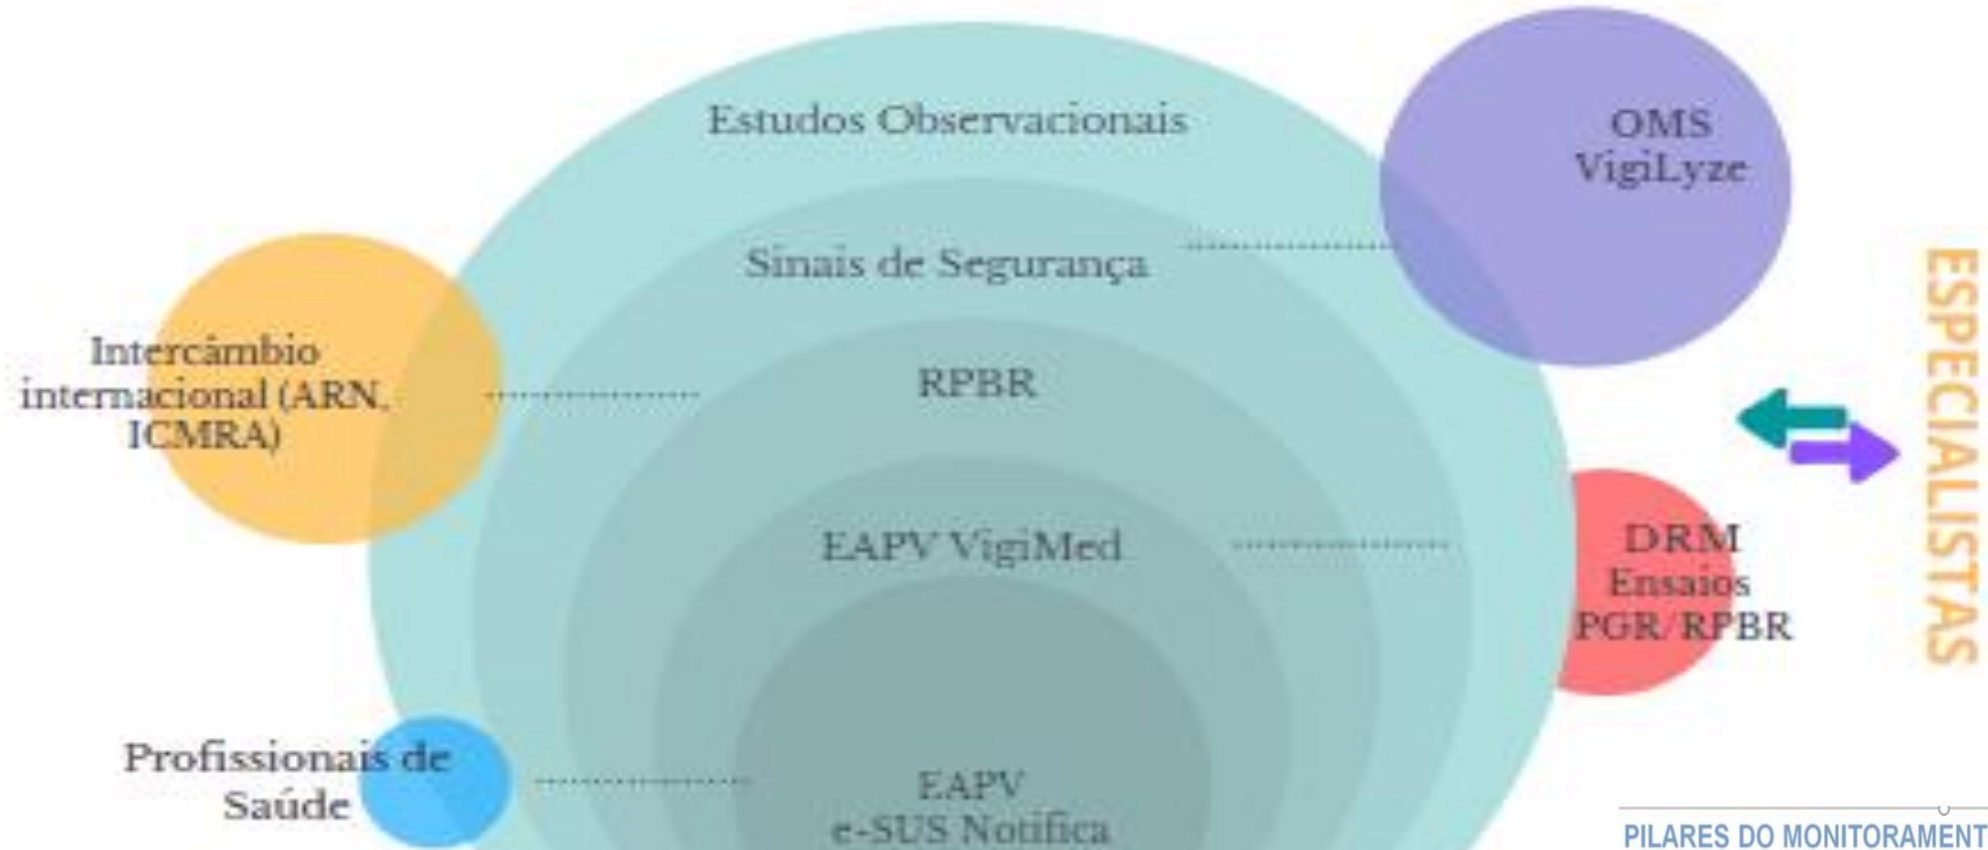 Estudos Observacionais
OMS
VigiLyze
Sinais de Segurança
Intercâmbio
internacional (ARN,
ICMRA)
RPBR
ESPECIALISTAS
EAPV VigiMed
DRM
Ensaios
PGR/RPBR
Profissionais de
Saúde
EAPV
e-SUS Notifica
PILARES DO MONITORAMENT